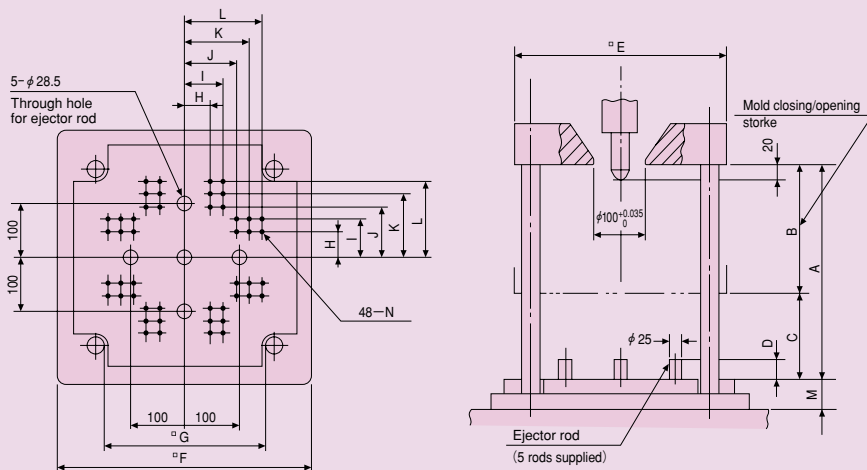 L
K
J
I
H
5-φ28.5
Through hole
for ejector rod
100
100
H
I
J
K
L
48-N
100 100
□G
□F
□E
Mold closing/opening
storke
20
φ100+0.035
0
B
A
C
D
φ25
M
Ejector rod
(5 rods supplied)